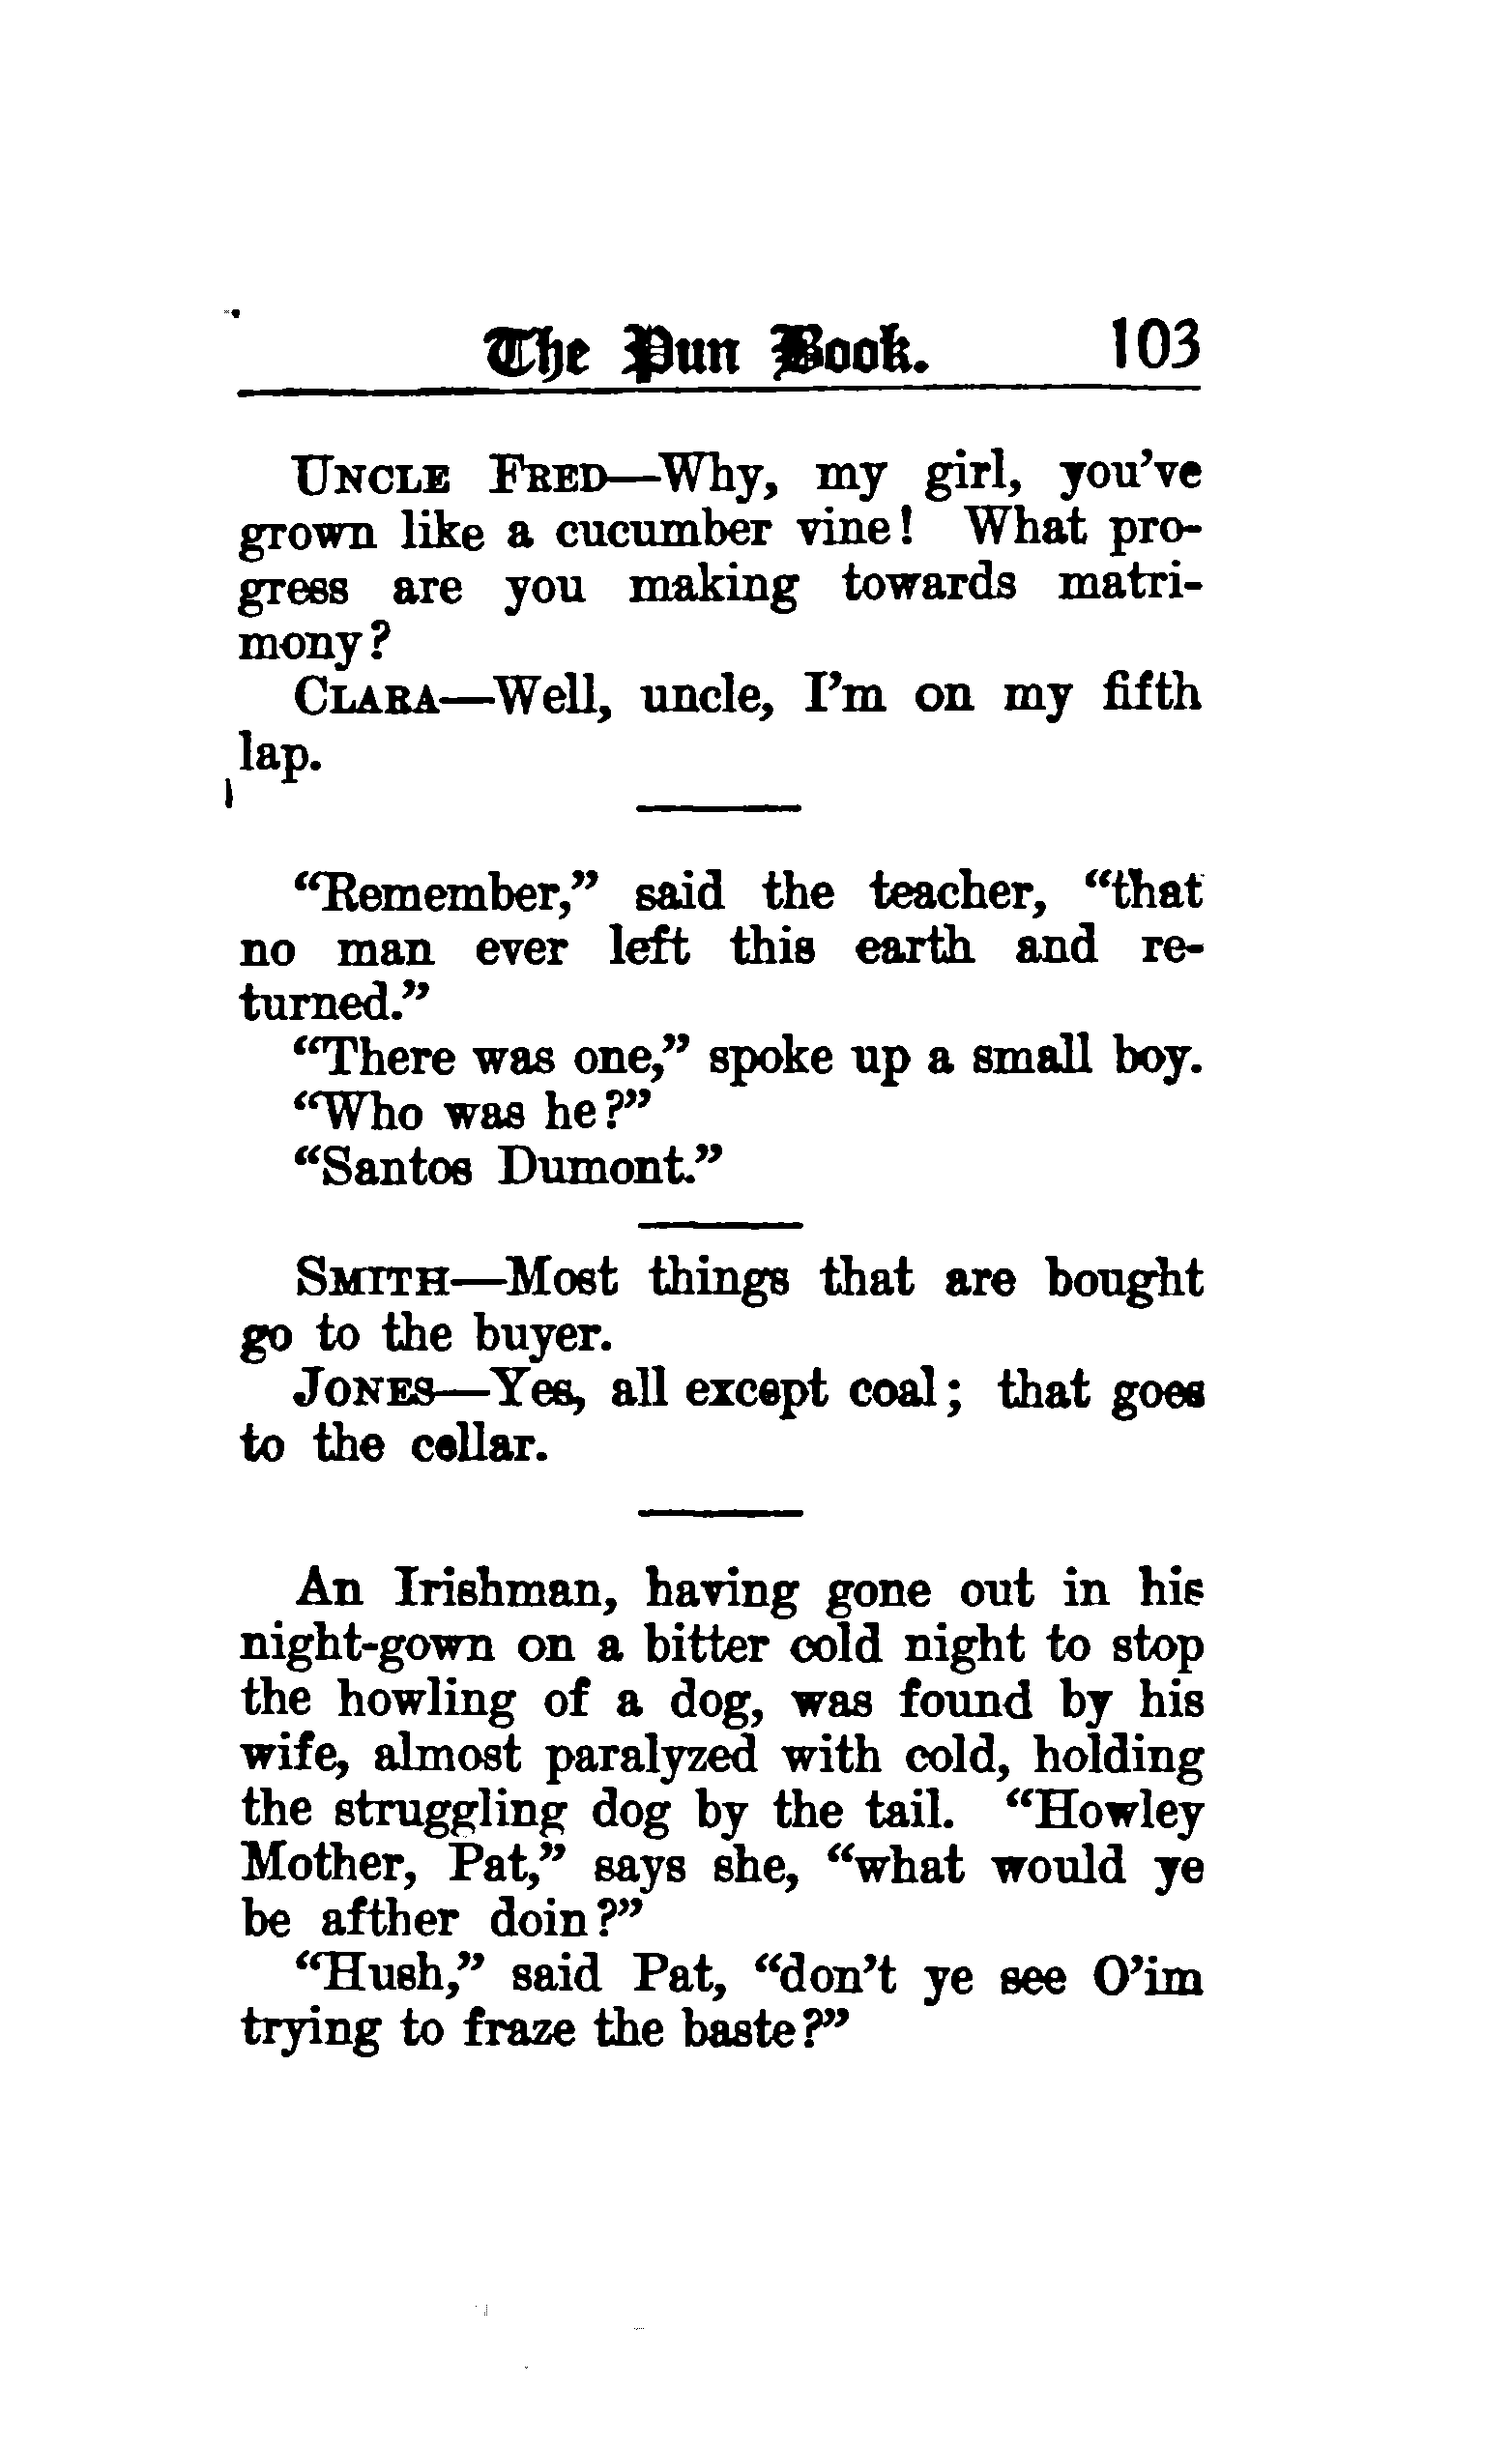 The Pun Book. 103
UNCLE FRED—Why, my girl, you've
grown like a cucumber vine! What pro-
gress are you making towards matri-
mony?
CLARA—Well, uncle, I'm on my fifth
lap.
"Remember," said the teacher, "that
no man ever left this earth and re-
turned."
"There was one," spoke up a small boy.
"Who was he?"
"Santos Dumont."
SMITH—Most things that are bought
go to the buyer.
JONES—Yes, all except coal; that goes
to the cellar.
An Irishman, having gone out in his
night-gown on a bitter cold night to stop
the howling of a dog, was found by his
wife, almost paralyzed with cold, holding
the struggling dog by the tail. "Howley
Mother, Pat," says she, "what would ye
be afther doin?"
"Hush," said Pat, "don't ye see O'im
trying to fraze the baste?"